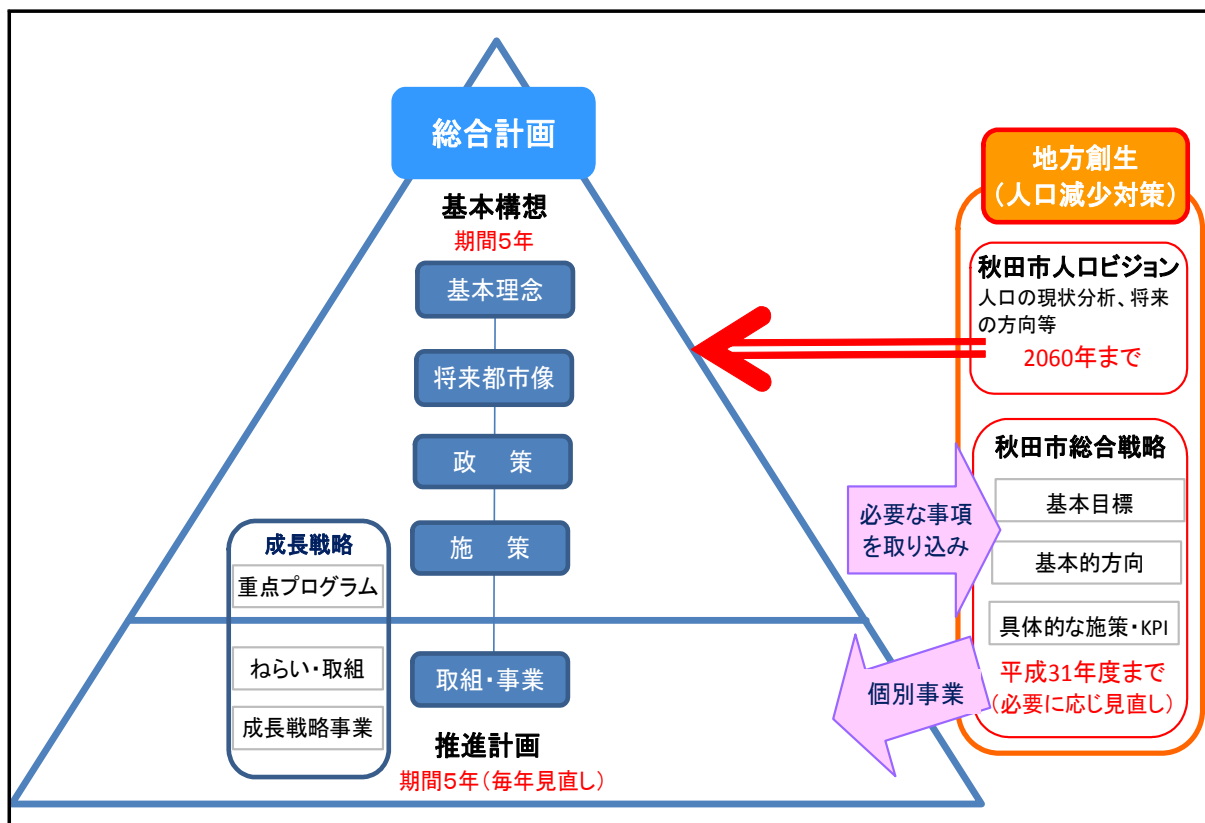 総合計画
基本構想
期間5年
基本理念
将来都市像
政　策
施　策
成長戦略
重点プログラム
ねらい・取組
成長戦略事業
取組・事業
推進計画
期間5年(毎年見直し)
地方創生
(人口減少対策)
秋田市人口ビジョン
人口の現状分析、将来
の方向等
2060年まで
必要な事項
を取り込み
秋田市総合戦略
基本目標
基本的方向
具体的な施策・KPI
平成31年度まで
(必要に応じ見直し)
個別事業